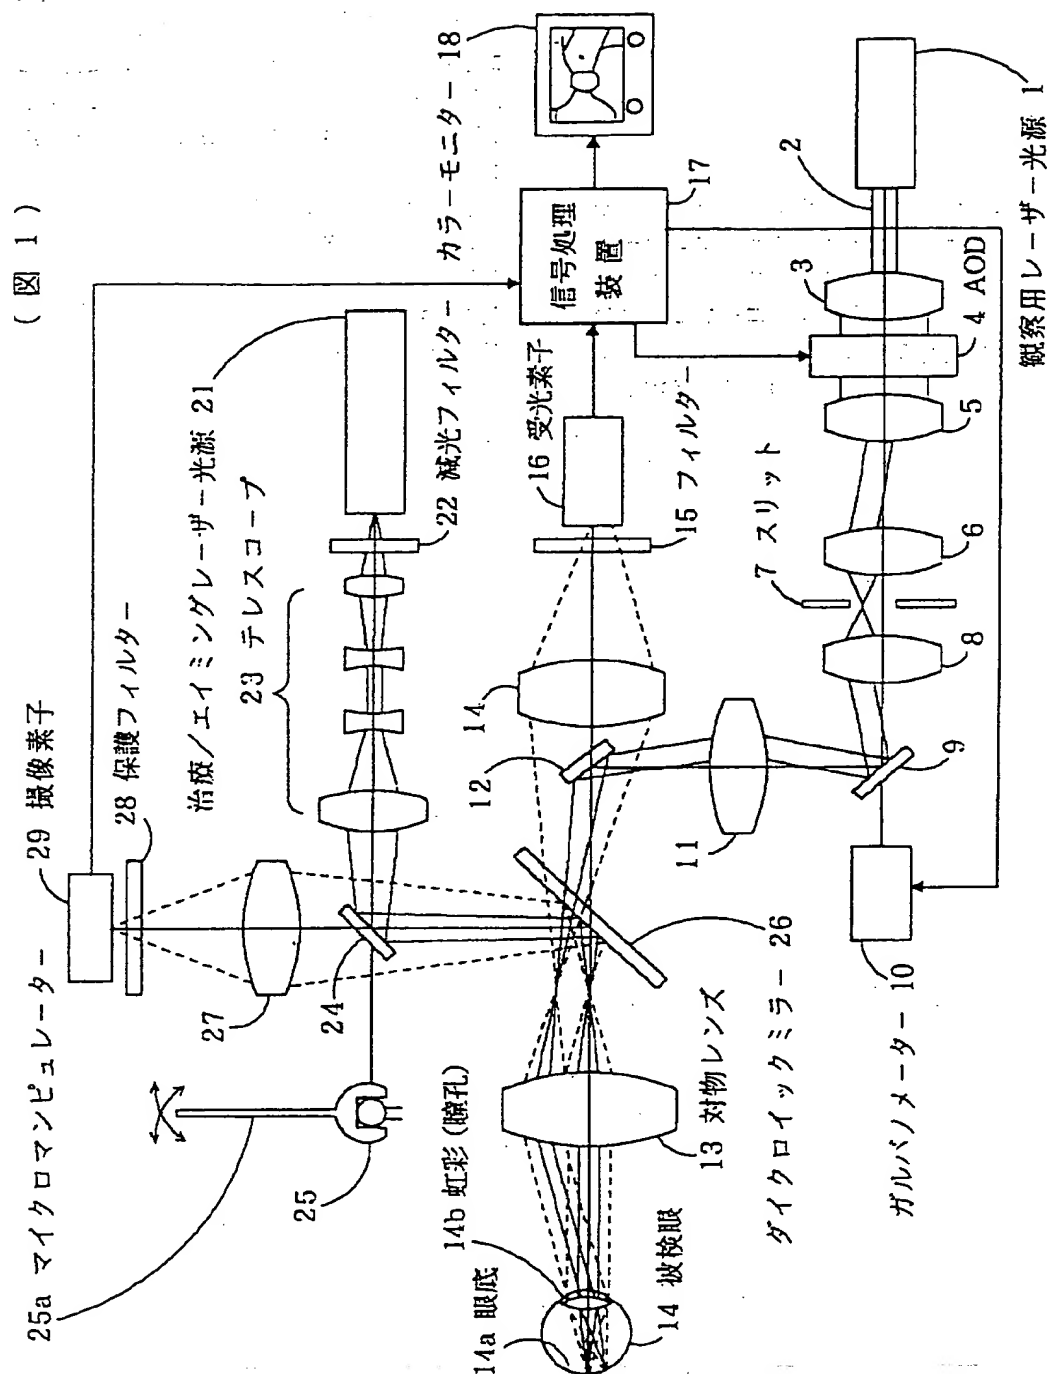 (図 1)
25a マイクロマンピュレーター
29 撮像素子
28 保護フィルター
治療/エイミングレーザー光源 21
23 テレスコープ
22 減光フィルター
カラーモニター 18
27
24
25
14a 眼底
14b 虹彩(瞳孔)
14 被検眼
13 対物レンズ
ダイクロイックミラー 26
12
14
16 受光素子
15 フィルター
信号処理
装置
17
11
ガルバノメーター 10
9
8
7 スリット
6
5
4 AOD
3
2
観察用レーザー光源 1